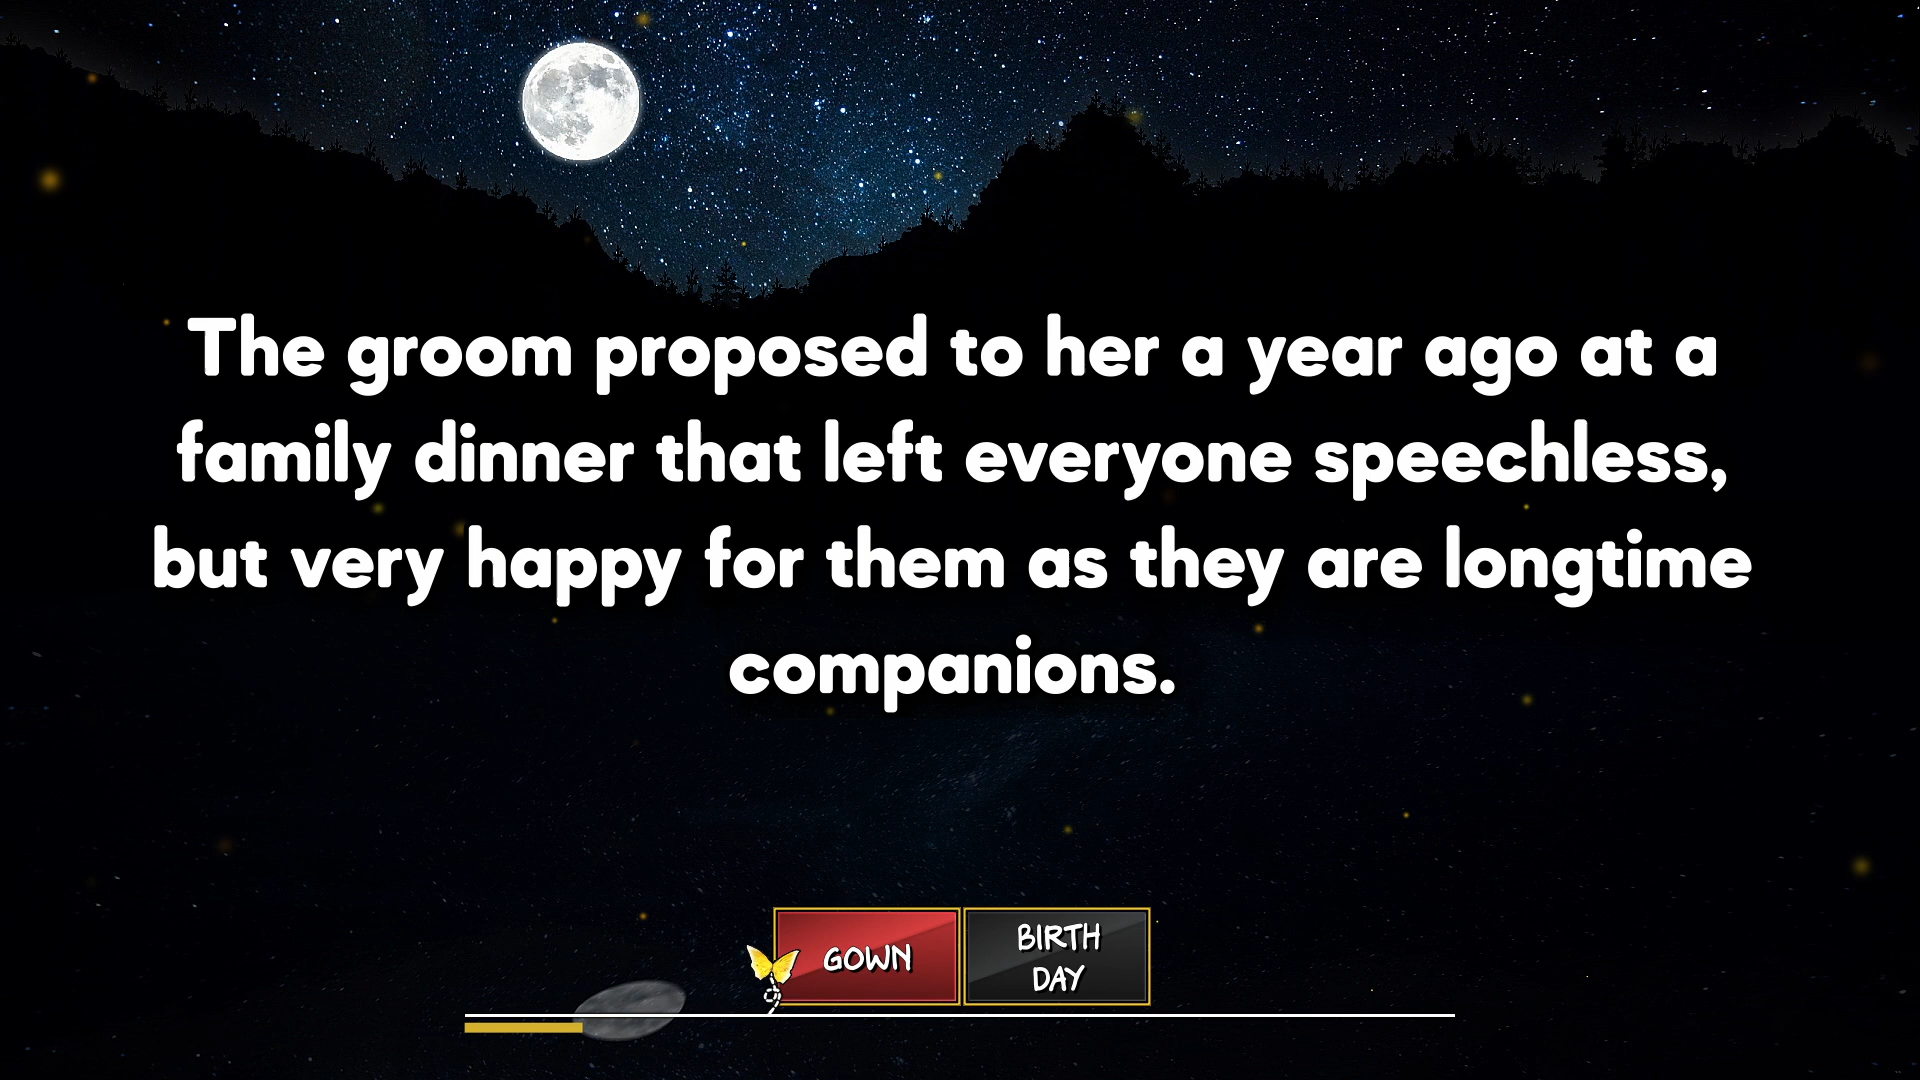 The groom proposed to her a year ago at a
family dinner that left everyone speechless,
but very happy for them as they are longtime
companions.
GOWN
BIRTH
DAY